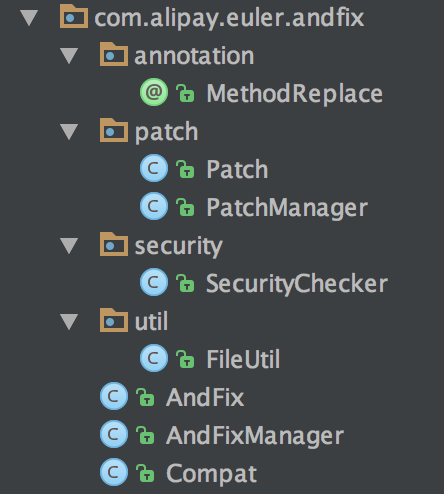 com.alipay.euler.andfix
annotation
@ MethodReplace
patch
C Patch
C PatchManager
security
C SecurityChecker
util
C FileUtil
C AndFix
C AndFixManager
C Compat